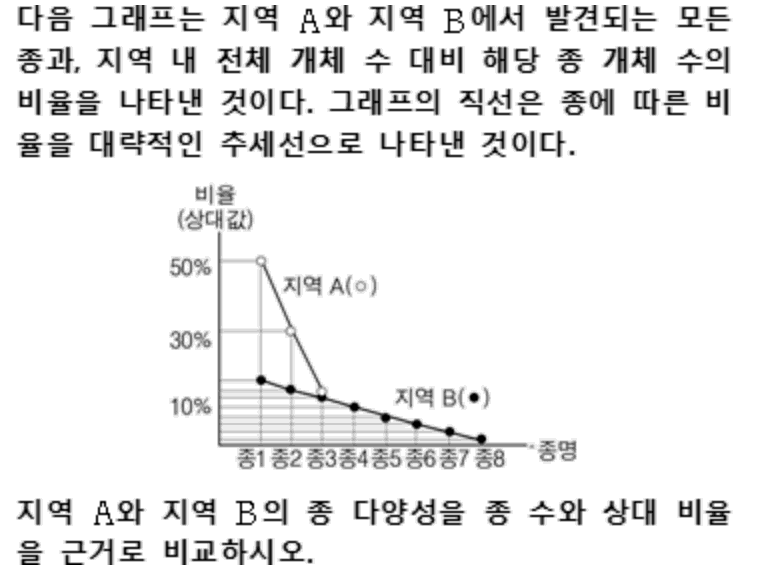 다음 그래프는 지역 A와 지역 B에서 발견되는 모든
종과, 지역 내 전체 개체 수 대비 해당 종 개체 수의
비율을 나타낸 것이다. 그래프의 직선은 종에 따른 비
율을 대략적인 추세선으로 나타낸 것이다.
비율
(상대값)
50%
지역 A(○)
30%
지역 B(●)
10%
종1 종2 종3 종4 종5 종6 종7 종8
종명
지역 A와 지역 B의 종 다양성을 종 수와 상대 비율
을 근거로 비교하시오.